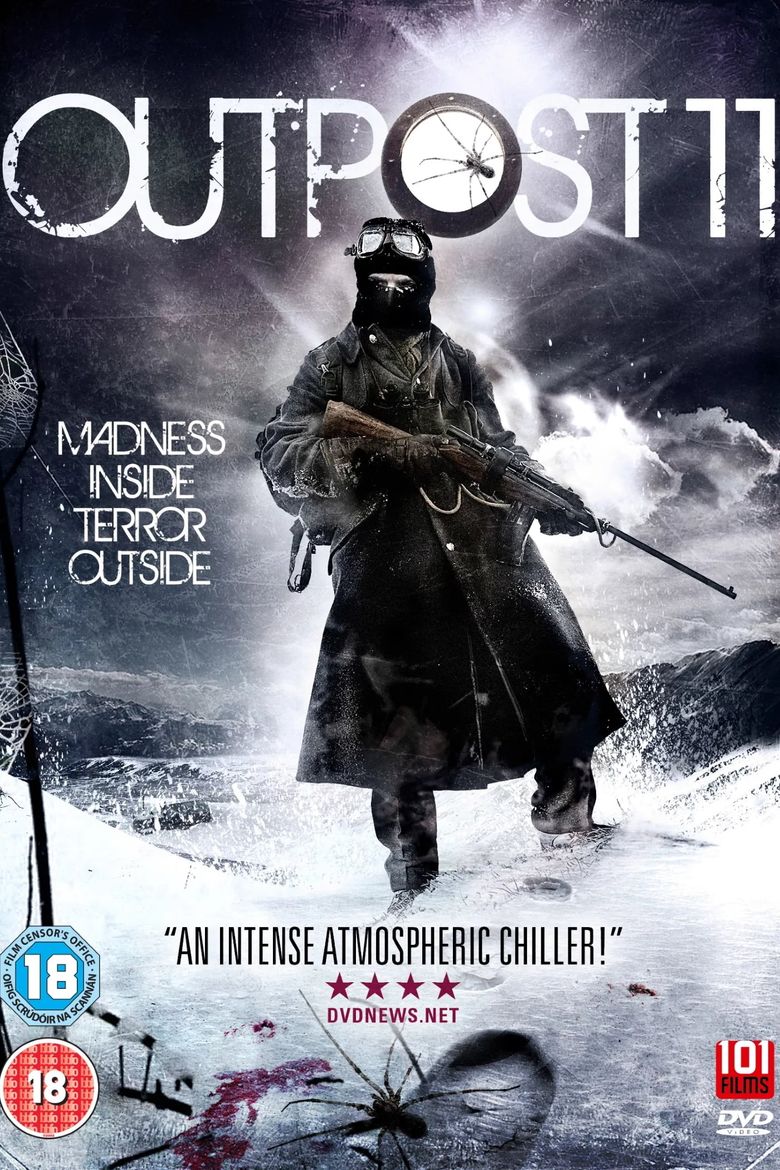 OUTPOST 11
MADNESS
INSIDE
TERROR
OUTSIDE
"AN INTENSE ATMOSPHERIC CHILLER!"
★★★★
DVDNEWS.NET
· FILM CENSOR'S OFFICE ·
18
OIFIG SCRÚDÓIR NA SCANNÁN
18
101
FILMS
DVD
VIDEO